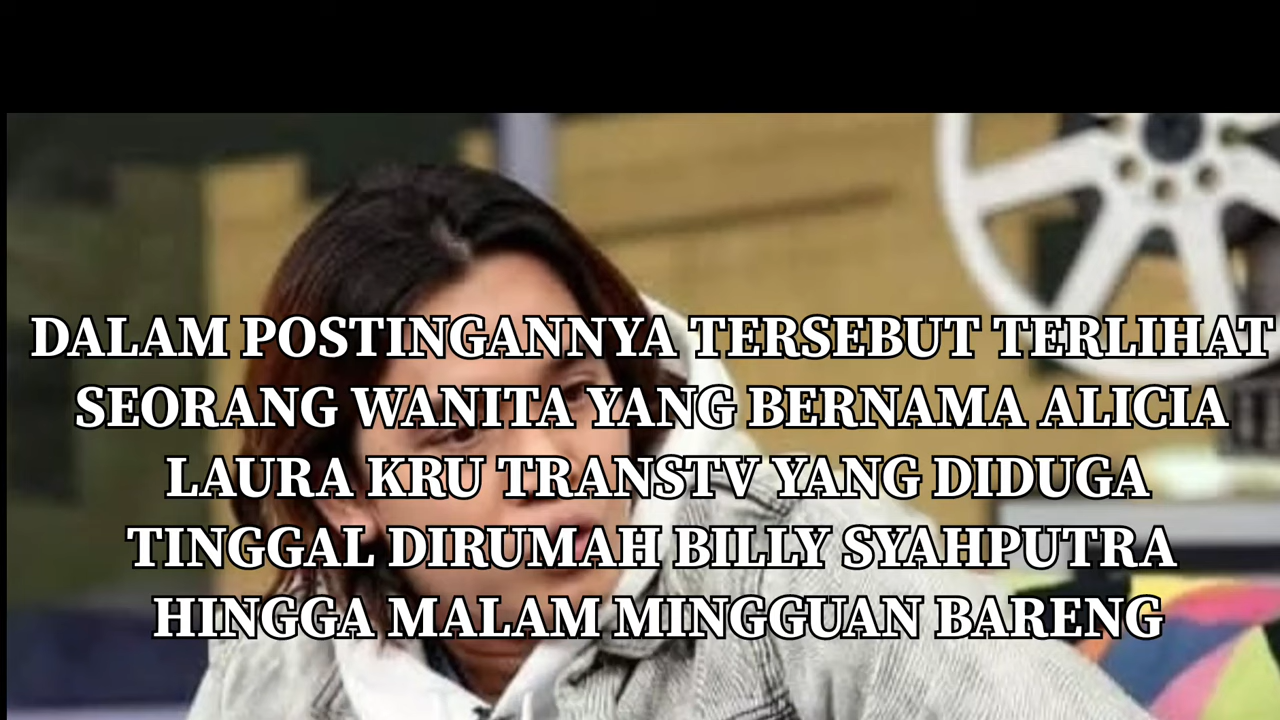 DALAM POSTINGANNYA TERSEBUT TERLIHAT
SEORANG WANITA YANG BERNAMA ALICIA
LAURA KRU TRANSTV YANG DIDUGA
TINGGAL DIRUMAH BILLY SYAHPUTRA
HINGGA MALAM MINGGUAN BARENG